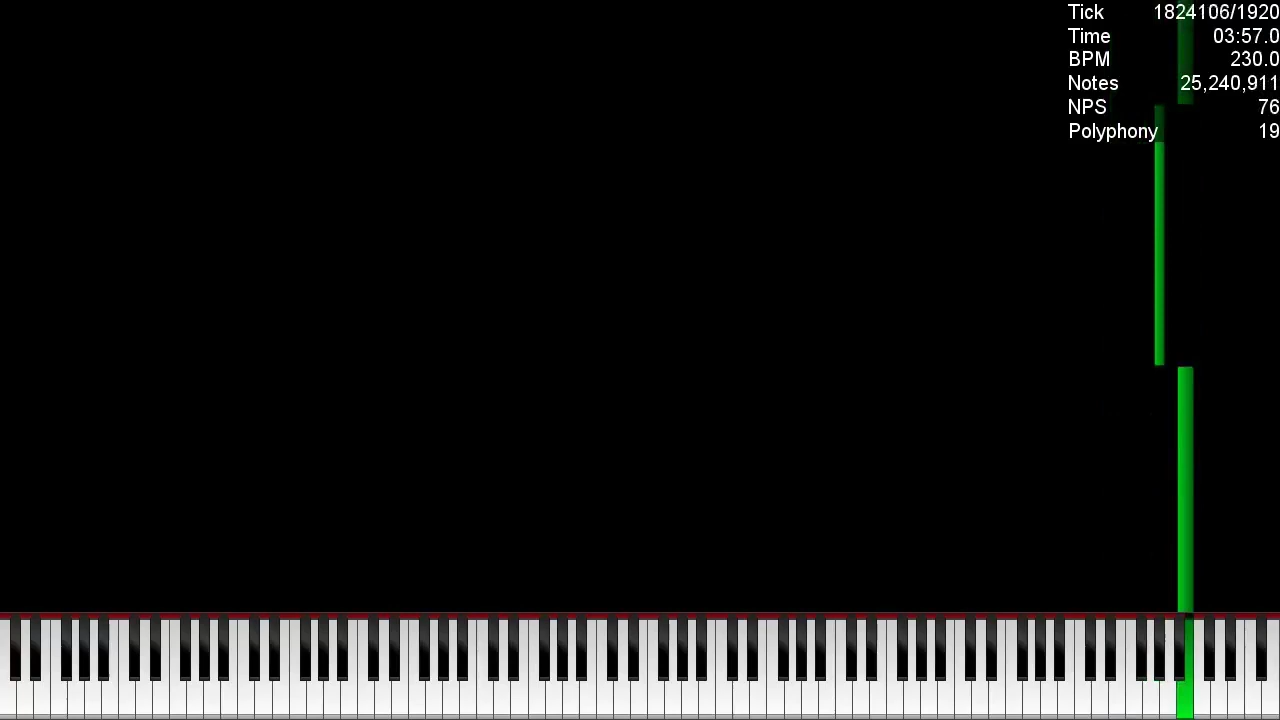 Tick 1824106/1920
Time 03:57.0
BPM 230.0
Notes 25,240,911
NPS 76
Polyphony 19